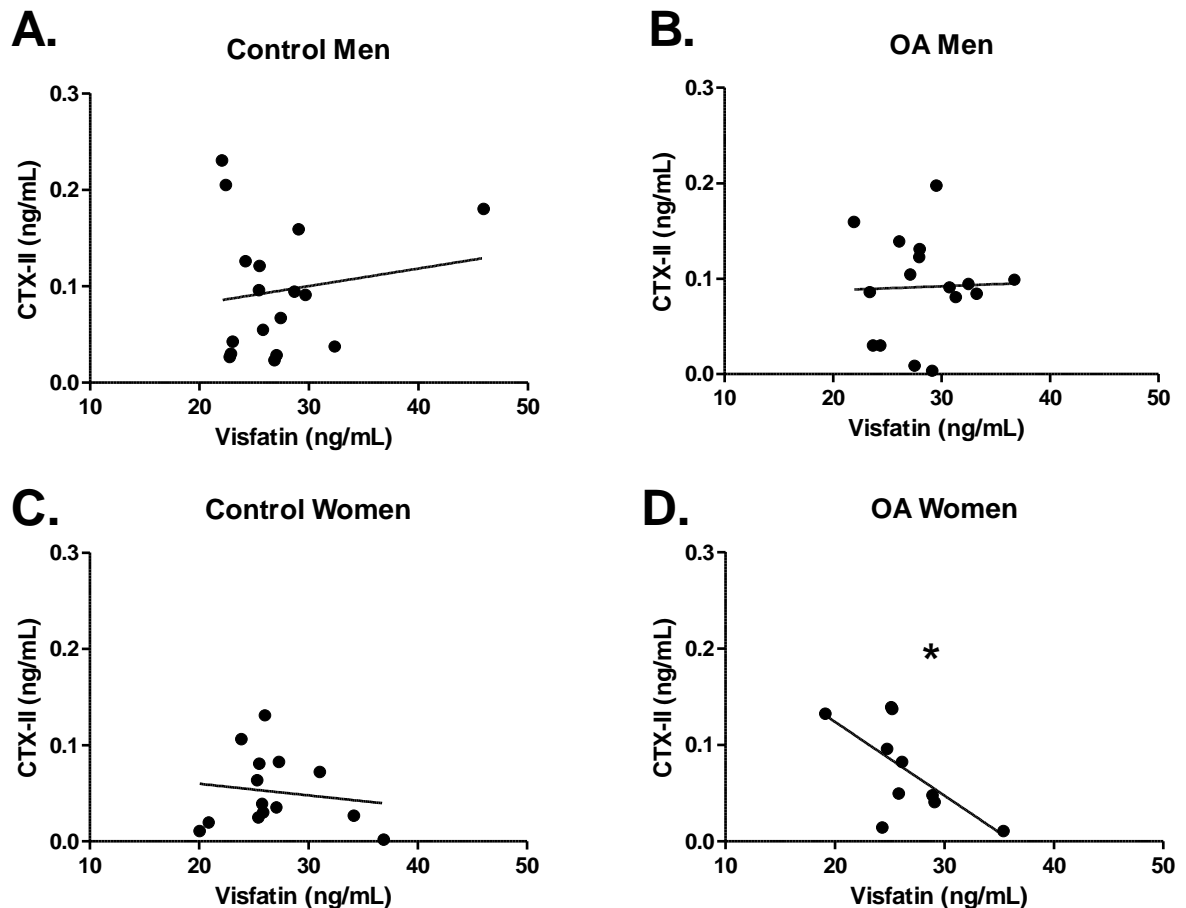 A.
Control Men
CTX-II (ng/mL)
0.3
0.2
0.1
0.0
10 20 30 40 50
Visfatin (ng/mL)
B.
OA Men
CTX-II (ng/mL)
0.3
0.2
0.1
0.0
10 20 30 40 50
Visfatin (ng/mL)
C.
Control Women
CTX-II (ng/mL)
0.3
0.2
0.1
0.0
10 20 30 40 50
Visfatin (ng/mL)
D.
OA Women
CTX-II (ng/mL)
0.3
0.2
0.1
0.0
*
10 20 30 40 50
Visfatin (ng/mL)